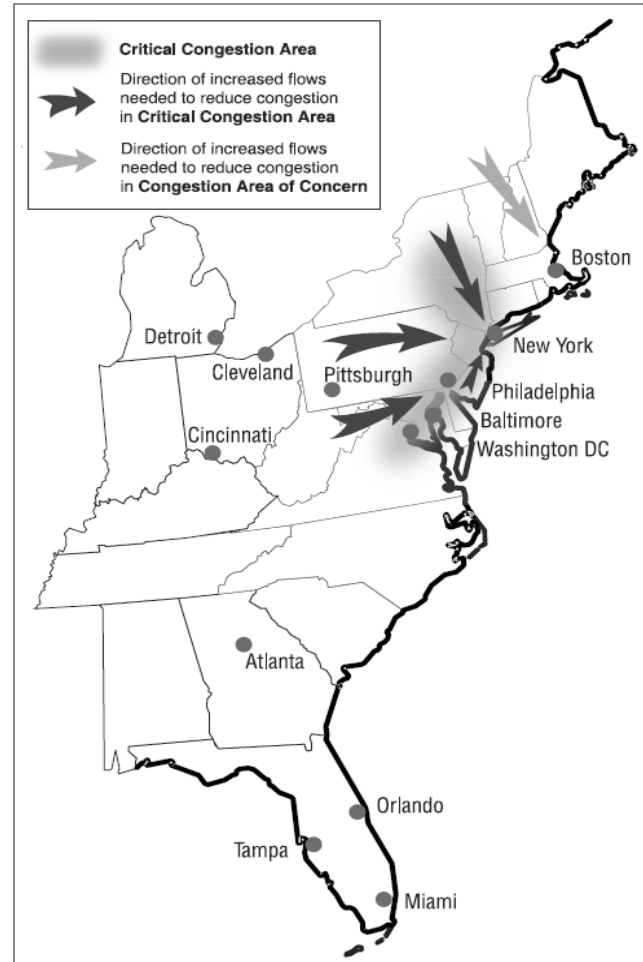 Critical Congestion Area
Direction of increased flows
needed to reduce congestion
in Critical Congestion Area
Direction of increased flows
needed to reduce congestion
in Congestion Area of Concern
Boston
Detroit
New York
Cleveland
Pittsburgh
Philadelphia
Baltimore
Cincinnati
Washington DC
Atlanta
Orlando
Tampa
Miami